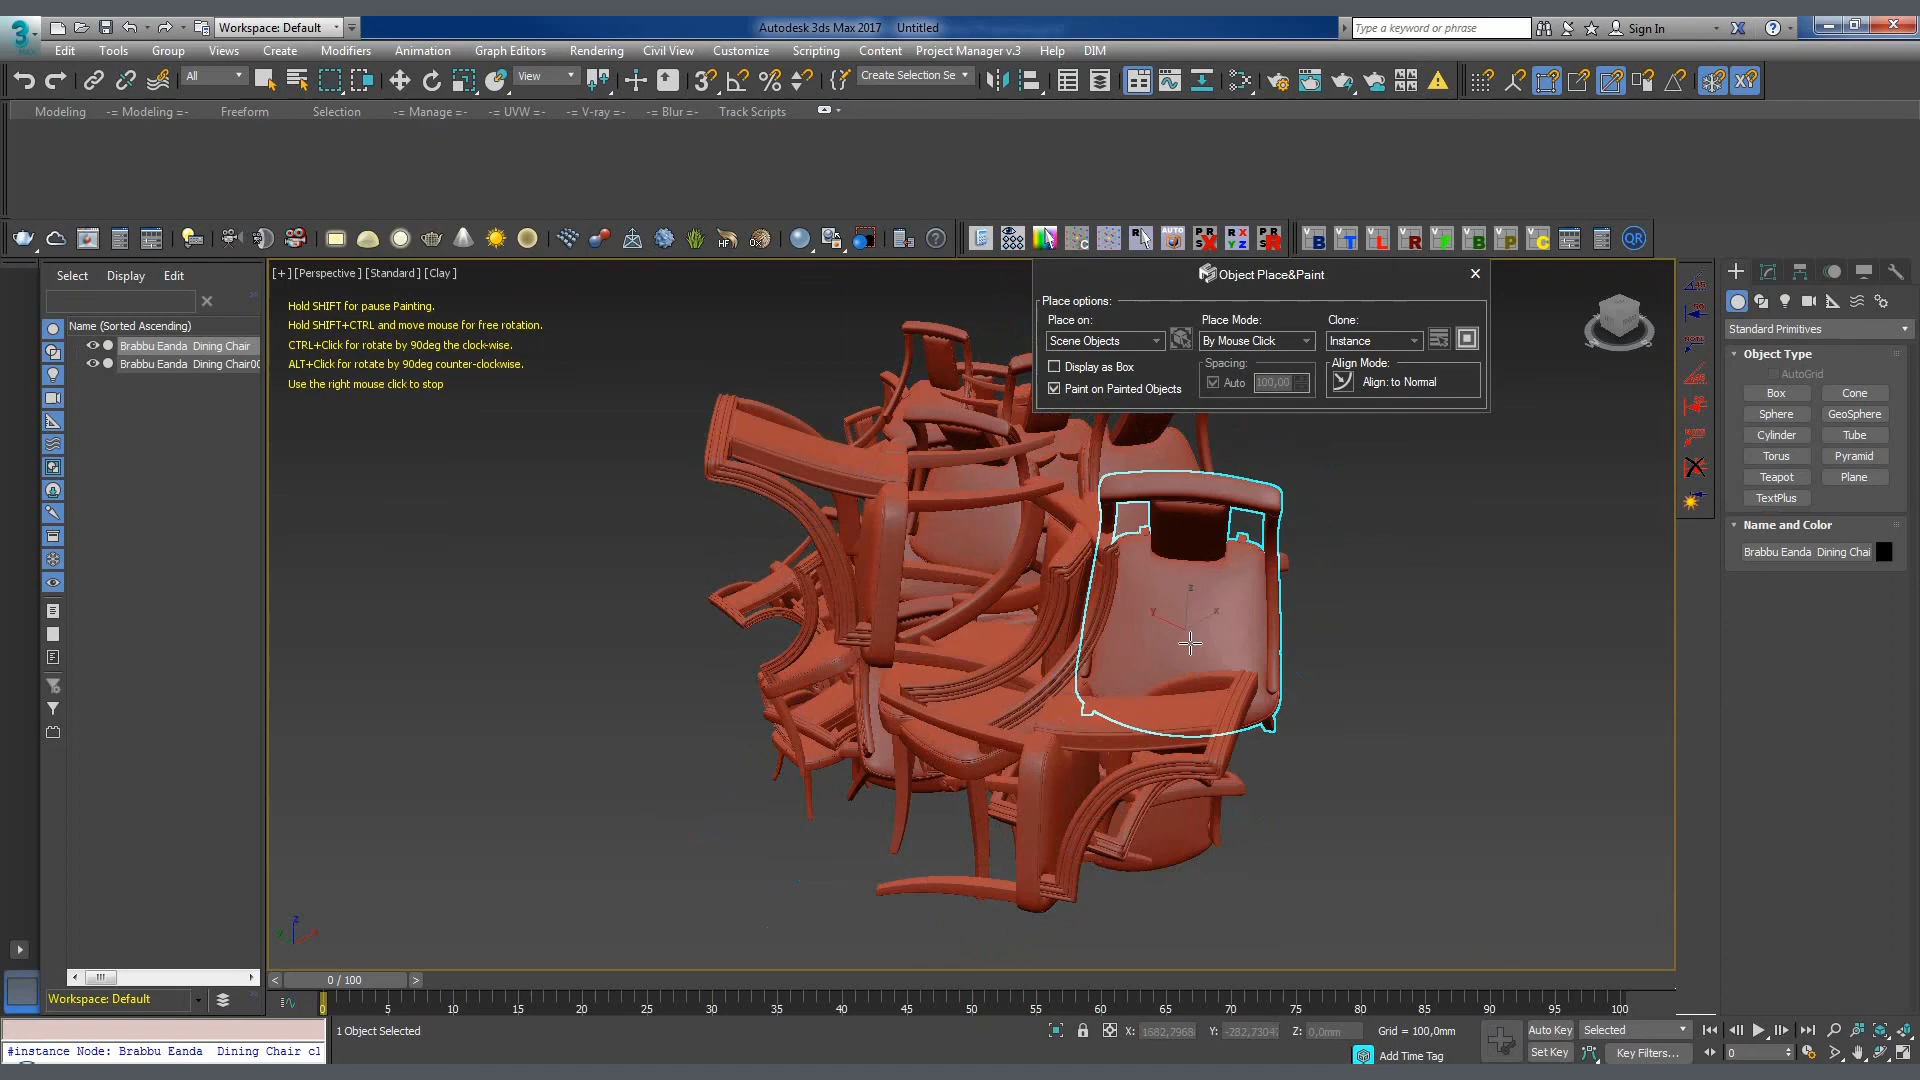 Workspace: Default
Autodesk 3ds Max 2017 Untitled
Type a keyword or phrase
Sign In
MAX
Edit Tools Group Views Create Modifiers Animation Graph Editors Rendering Civil View Customize Scripting Content Project Manager v.3 Help DIM
All
View
Create Selection Se
Modeling -= Modeling =- Freeform Selection -= Manage =- -= UVW =- -= V-ray =- -= Blur =- Track Scripts
Select Display Edit
Name (Sorted Ascending)
Brabbu Eanda Dining Chair
Brabbu Eanda Dining Chair00
[+] [Perspective] [Standard] [Clay]
Hold SHIFT for pause Painting.
Hold SHIFT+CTRL and move mouse for free rotation.
CTRL+Click for rotate by 90deg the clock-wise.
ALT+Click for rotate by 90deg counter-clockwise.
Use the right mouse click to stop
Object Place&Paint
Place options:
Place on: Place Mode: Clone:
Scene Objects By Mouse Click Instance
Display as Box
Spacing:
Align Mode:
Auto 100,00
Align: to Normal
Paint on Painted Objects
Standard Primitives
Object Type
AutoGrid
Box Cone
Sphere GeoSphere
Cylinder Tube
Torus Pyramid
Teapot Plane
TextPlus
Name and Color
Brabbu Eanda Dining Chai
z
y x
z
0 / 100
Workspace: Default
0 5 10 15 20 25 30 35 40 45 50 55 60 65 70 75 80 85 90 95 100
1 Object Selected
X: 1682,7968 Y: -282,7304 Z: 0,0mm Grid = 100,0mm
Auto Key Selected
#instance Node: Brabbu Eanda Dining Chair cl
Add Time Tag
Set Key Key Filters...
0